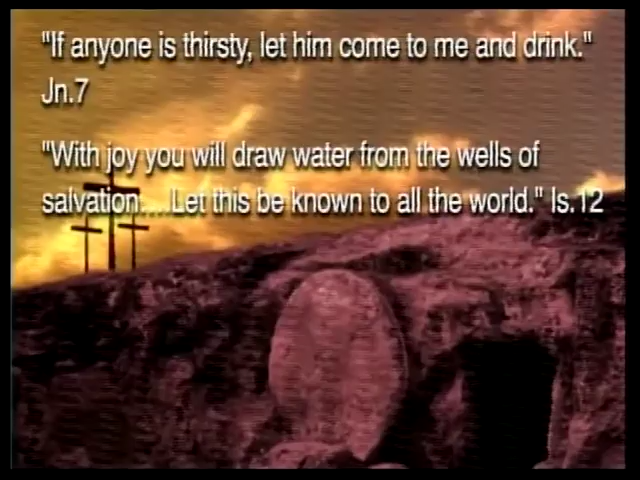 "If anyone is thirsty, let him come to me and drink."
Jn.7
"With joy you will draw water from the wells of
salvation....Let this be known to all the world." Is.12